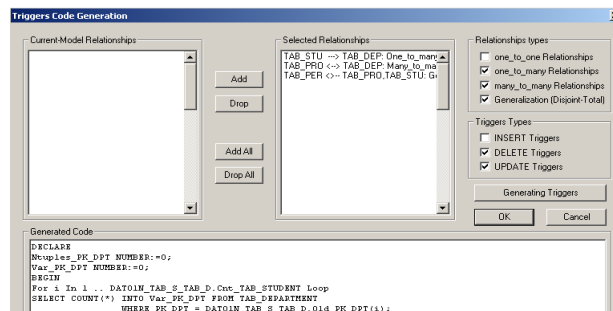 Triggers Code Generation
Current-Model Relationships
Selected Relationships
TAB_STU ---> TAB_DEP: One_to_many
TAB_PRO <--> TAB_DEP: Many_to_ma
TAB_PER <>-- TAB_PRO,TAB_STU: Ge
Add
Drop
Add All
Drop All
Relationships types
one_to_one Relationships
one_to_many Relationships
many_to_many Relationships
Generalization (Disjoint-Total)
Triggers Types
INSERT Triggers
DELETE Triggers
UPDATE Triggers
Generating Triggers
OK
Cancel
Generated Code
DECLARE
Ntuples_PK_DPT NUMBER:=0;
Var_PK_DPT NUMBER:=0;
BEGIN
For i In 1 .. DATO1N_TAB_S_TAB_D.Cnt_TAB_STUDENT Loop
SELECT COUNT(*) INTO Var_PK_DPT FROM TAB_DEPARTMENT
WHERE PK_DPT = DATO1N_TAB_S_TAB_D.Old_PK_DPT(i);